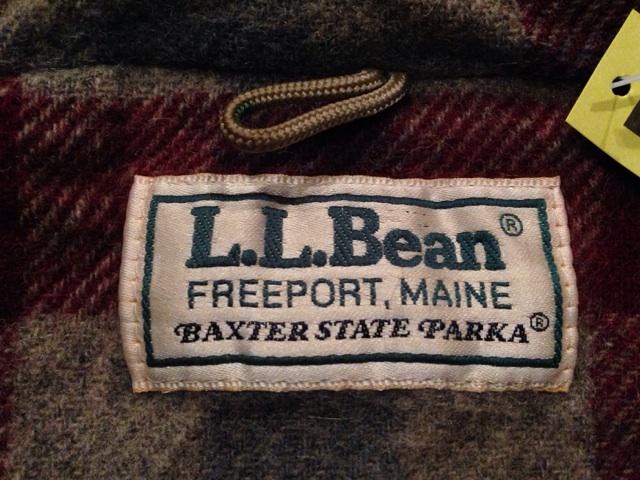 L.L.Bean®
FREEPORT, MAINE
BAXTER STATE PARKA®